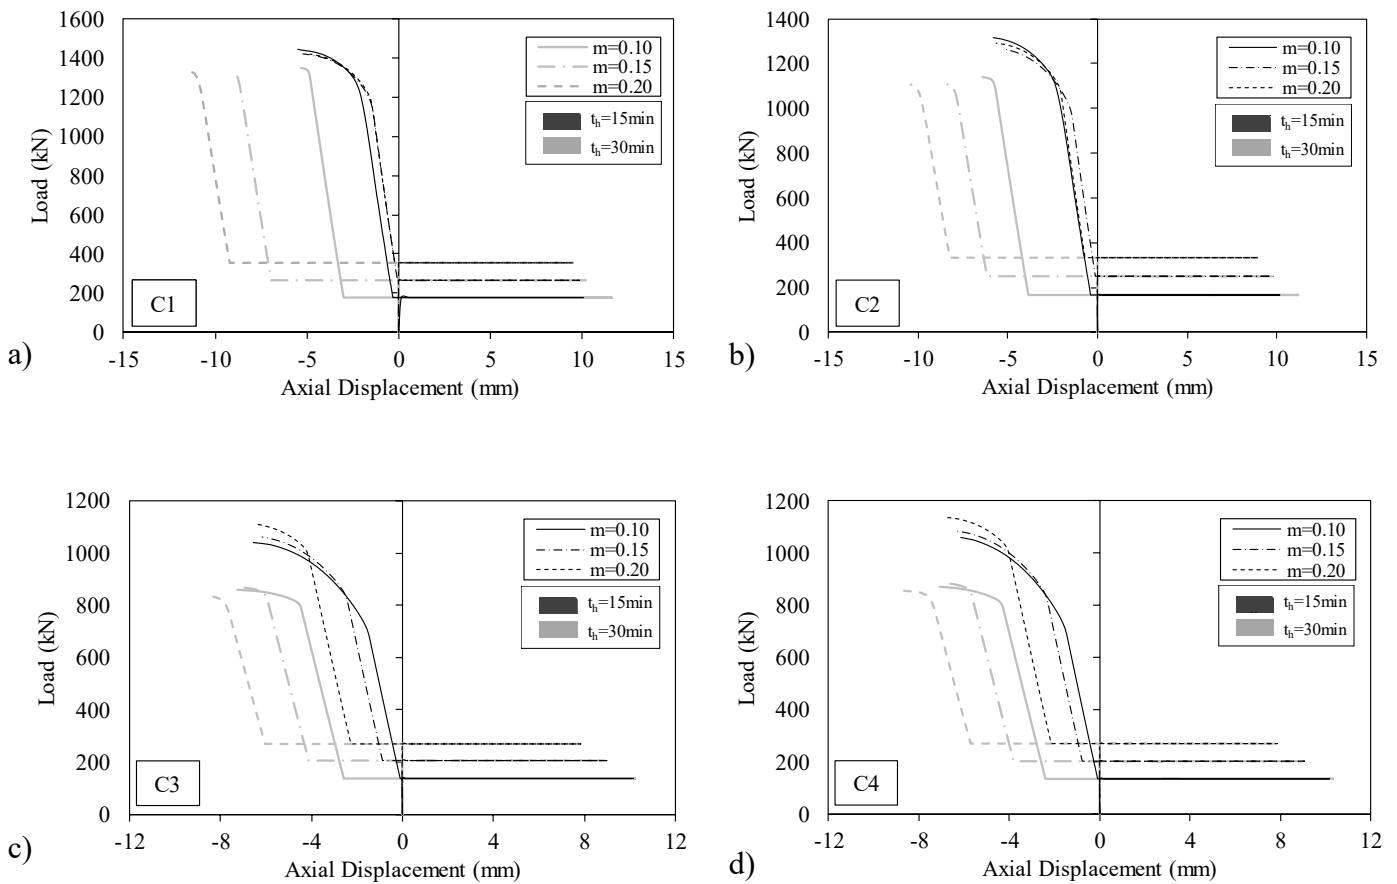 1600
1400
1200
1000
800
600
400
200
0
-15 -10 -5 0 5 10 15
Load (kN)
Axial Displacement (mm)
m=0.10
m=0.15
m=0.20
tₕ=15min
tₕ=30min
C1
a)
1400
1200
1000
800
600
400
200
0
-15 -10 -5 0 5 10 15
Load (kN)
Axial Displacement (mm)
m=0.10
m=0.15
m=0.20
tₕ=15min
tₕ=30min
C2
b)
1200
1000
800
600
400
200
0
-12 -8 -4 0 4 8 12
Load (kN)
Axial Displacement (mm)
m=0.10
m=0.15
m=0.20
tₕ=15min
tₕ=30min
C3
c)
1200
1000
800
600
400
200
0
-12 -8 -4 0 4 8 12
Load (kN)
Axial Displacement (mm)
m=0.10
m=0.15
m=0.20
tₕ=15min
tₕ=30min
C4
d)